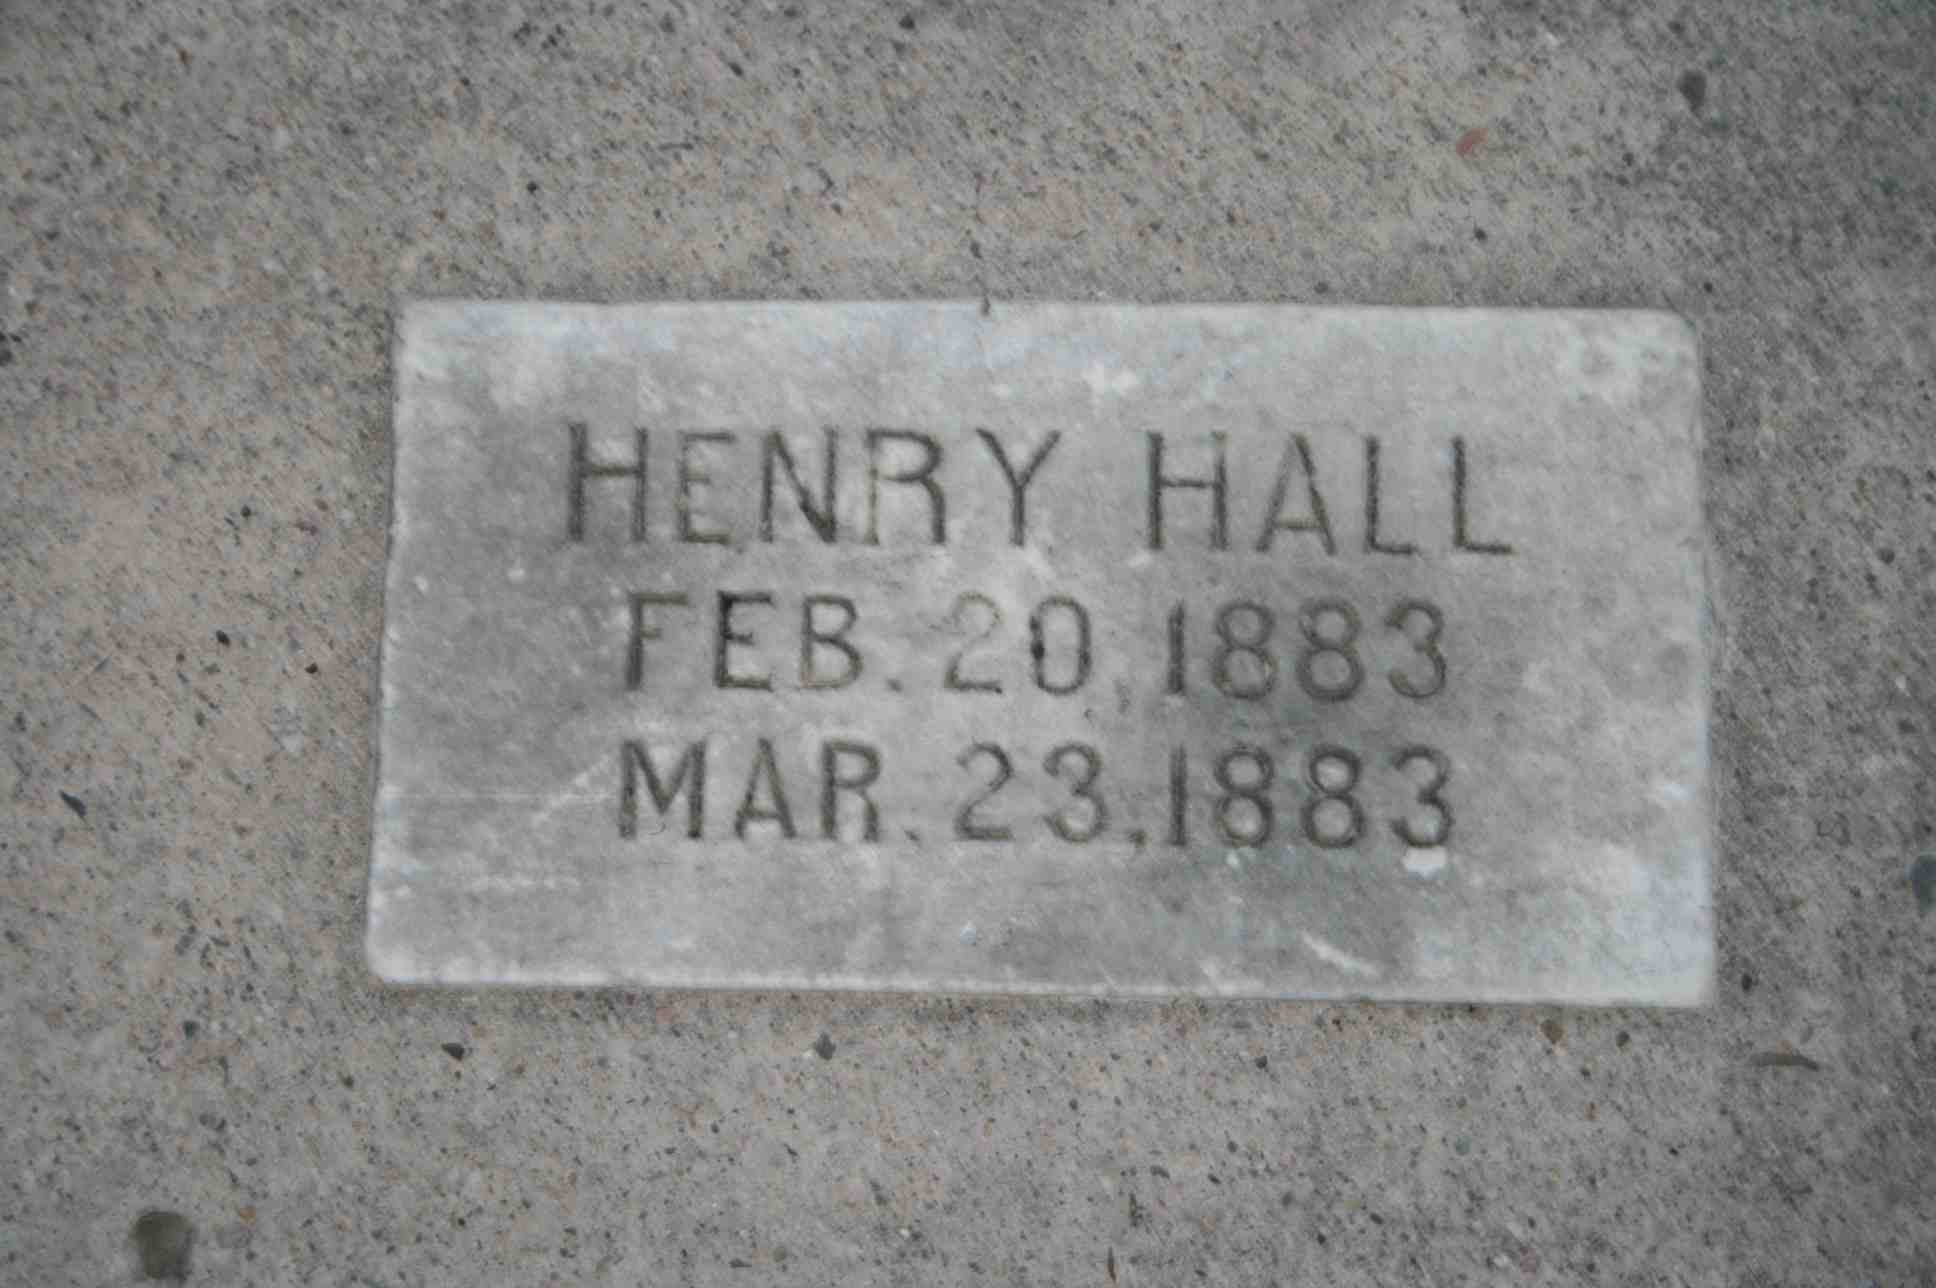 HENRY HALL
FEB. 20, 1883
MAR. 23, 1883